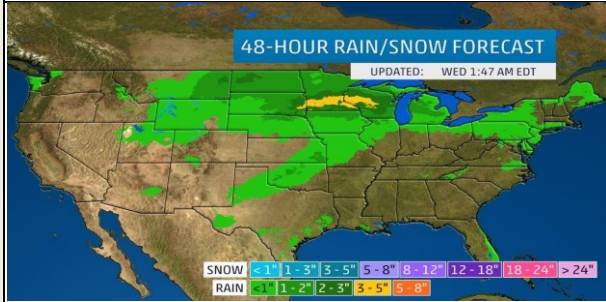 48-HOUR RAIN/SNOW FORECAST
UPDATED: WED 1:47 AM EDT
SNOW <1" 1-3" 3-5" 5-8" 8-12" 12-18" 18-24" >24"
RAIN <1" 1-2" 2-3" 3-5" 5-8"